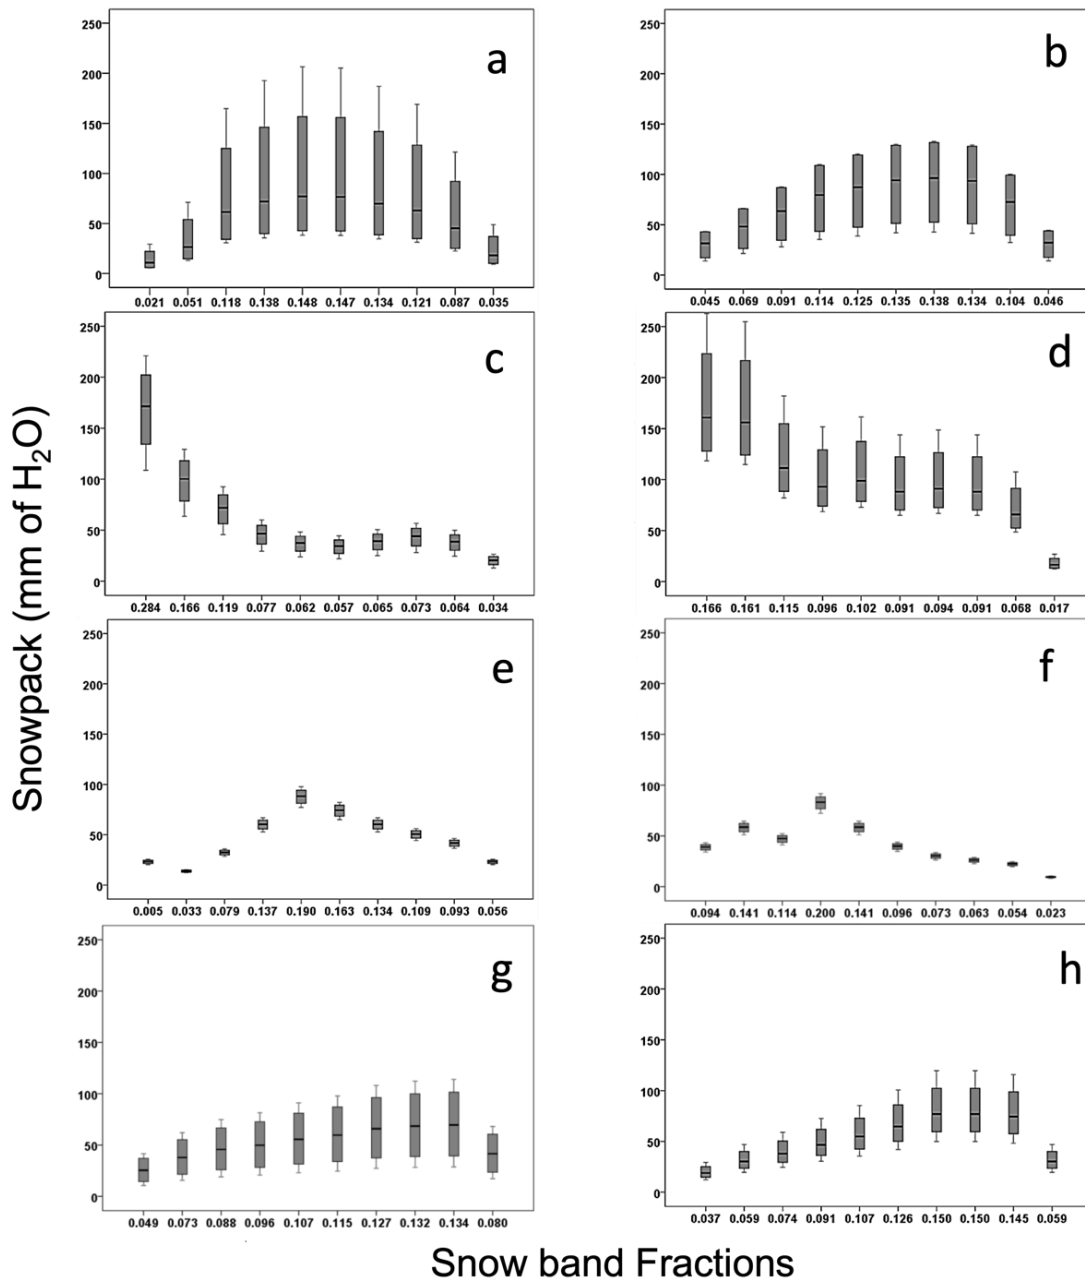 Snowpack (mm of H2O)
a
250
200
150
100
50
0
0.021 0.051 0.118 0.138 0.148 0.147 0.134 0.121 0.087 0.035
b
250
200
150
100
50
0
0.045 0.069 0.091 0.114 0.125 0.135 0.138 0.134 0.104 0.046
c
250
200
150
100
50
0
0.284 0.166 0.119 0.077 0.062 0.057 0.065 0.073 0.064 0.034
d
250
200
150
100
50
0
0.166 0.161 0.115 0.096 0.102 0.091 0.094 0.091 0.068 0.017
e
250
200
150
100
50
0
0.005 0.033 0.079 0.137 0.190 0.163 0.134 0.109 0.093 0.056
f
250
200
150
100
50
0
0.094 0.141 0.114 0.200 0.141 0.096 0.073 0.063 0.054 0.023
g
250
200
150
100
50
0
0.049 0.073 0.088 0.096 0.107 0.115 0.127 0.132 0.134 0.080
h
250
200
150
100
50
0
0.037 0.059 0.074 0.091 0.107 0.126 0.150 0.150 0.145 0.059
Snow band Fractions